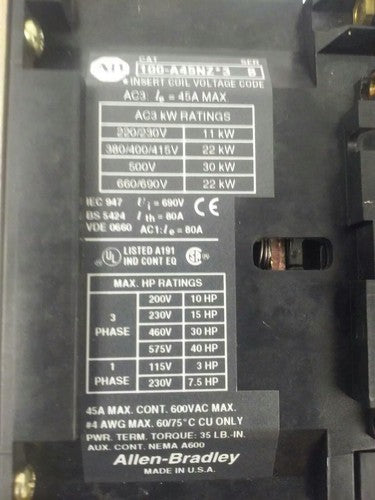 AB CAT SER
100-A45NZ*3 B
* INSERT COIL VOLTAGE CODE
AC3 Ie = 45A MAX
AC3 kW RATINGS
220/230V 11 kW
380/400/415V 22 kW
500V 30 kW
660/690V 22 kW
IEC 947 Ui = 690V
BS 5424 Ith = 80A CE
VDE 0660 AC1: Ie = 80A
UL LISTED A191
IND CONT EQ
MAX. HP RATINGS
3 PHASE
200V 10 HP
230V 15 HP
460V 30 HP
575V 40 HP
1 PHASE
115V 3 HP
230V 7.5 HP
45A MAX. CONT. 600VAC MAX.
#4 AWG MAX. 60/75°C CU ONLY
PWR. TERM. TORQUE: 35 LB.-IN.
AUX. CONT. NEMA A600
Allen-Bradley
MADE IN U.S.A.